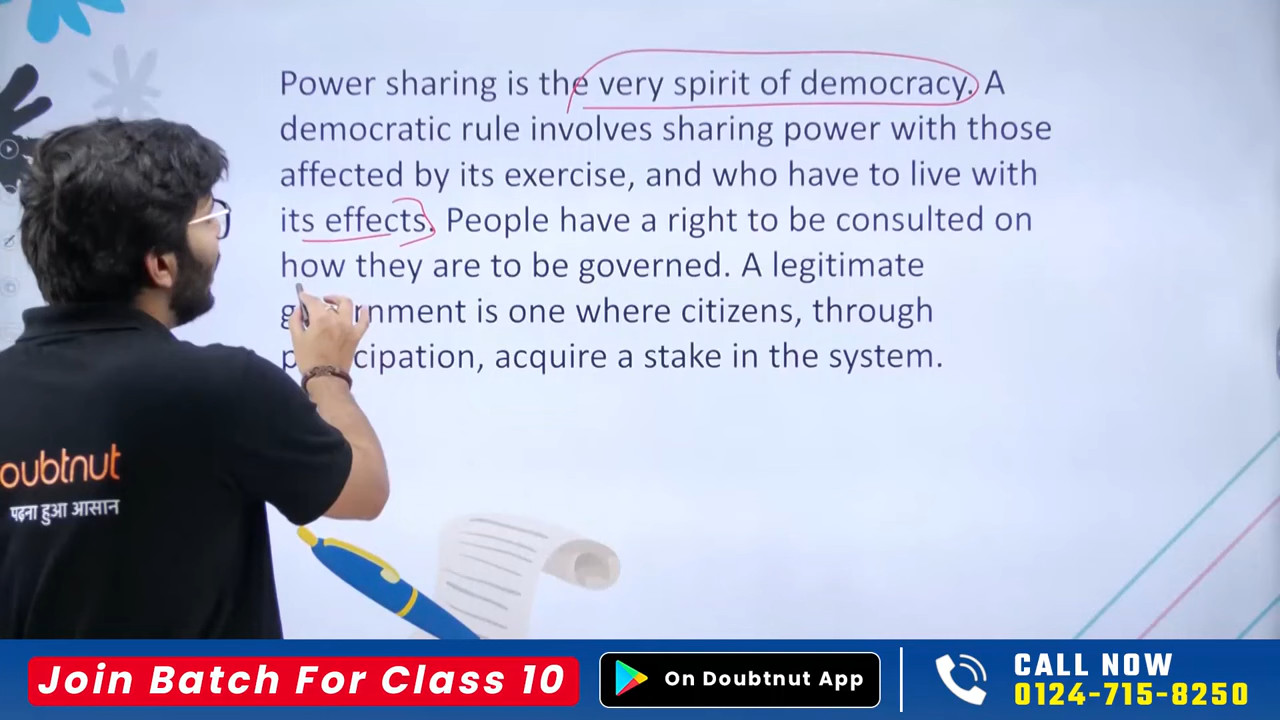 Power sharing is the very spirit of democracy. A
democratic rule involves sharing power with those
affected by its exercise, and who have to live with
its effects. People have a right to be consulted on
how they are to be governed. A legitimate
is one where citizens, through
acquire a stake in the system.
oubtnut
पढ़ना हुआ आसान
Join Batch For Class 10
On Doubtnut App
CALL NOW
0124-715-8250